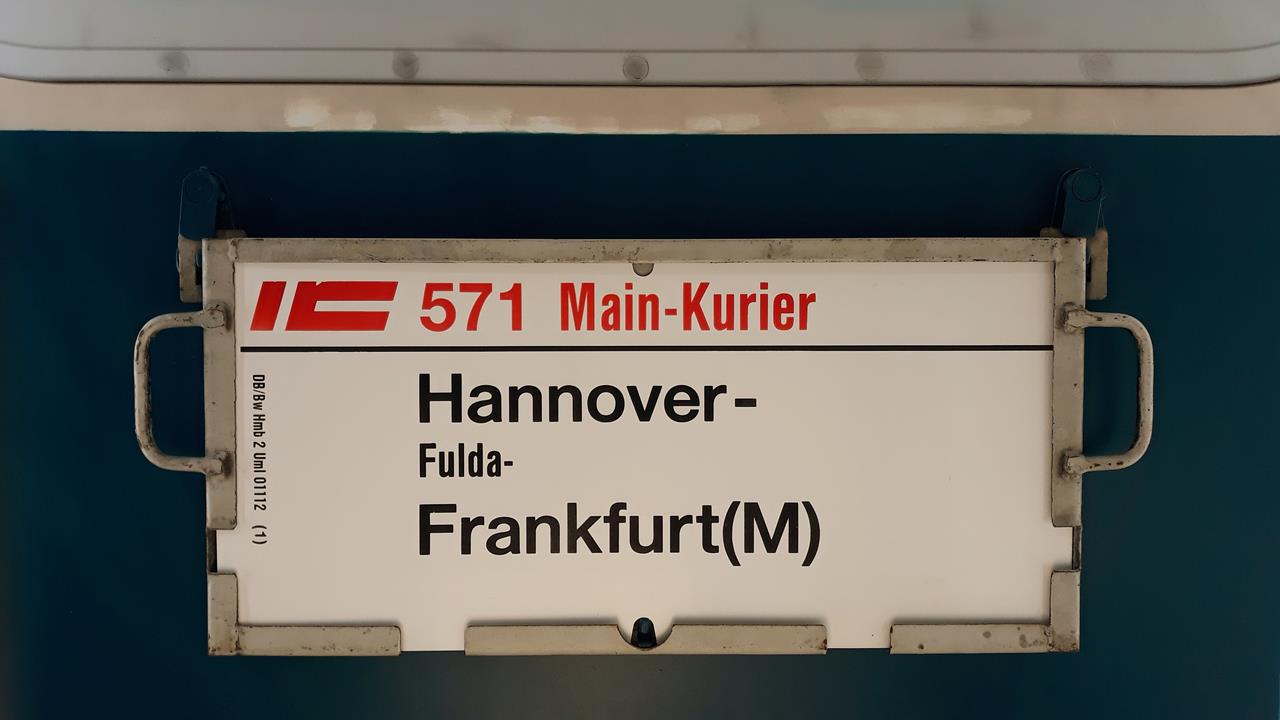 IC 571 Main-Kurier
Hannover-
Fulda-
Frankfurt(M)
DB/Bw Hmb 2 Uml 01112 (1)